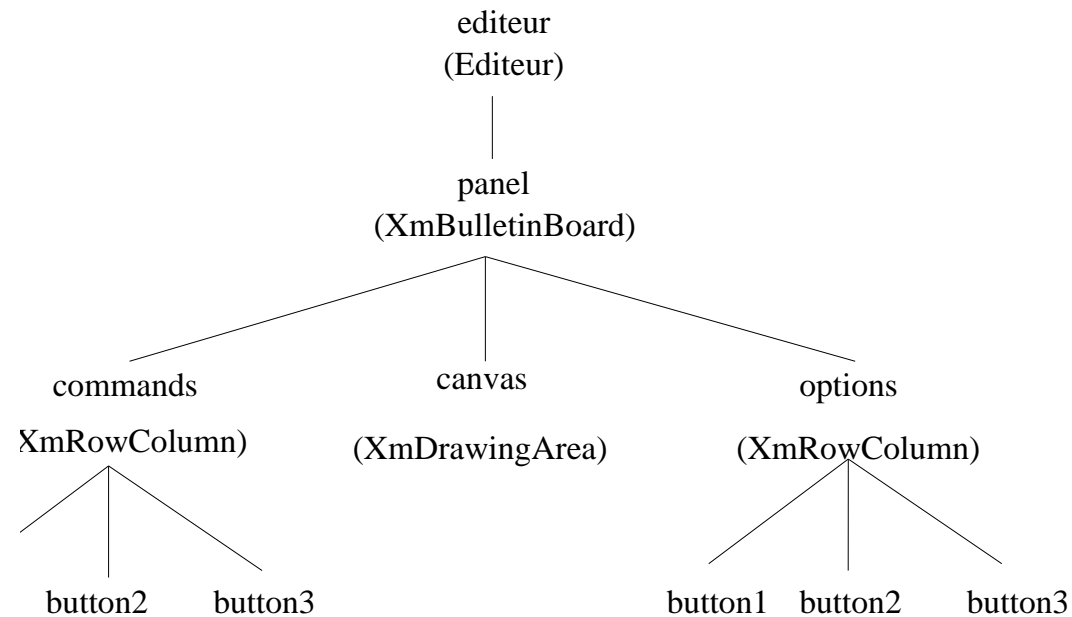 editeur
(Editeur)
panel
(XmBulletinBoard)
commands
canvas
options
XmRowColumn)
(XmDrawingArea)
(XmRowColumn)
button2
button3
button1
button2
button3